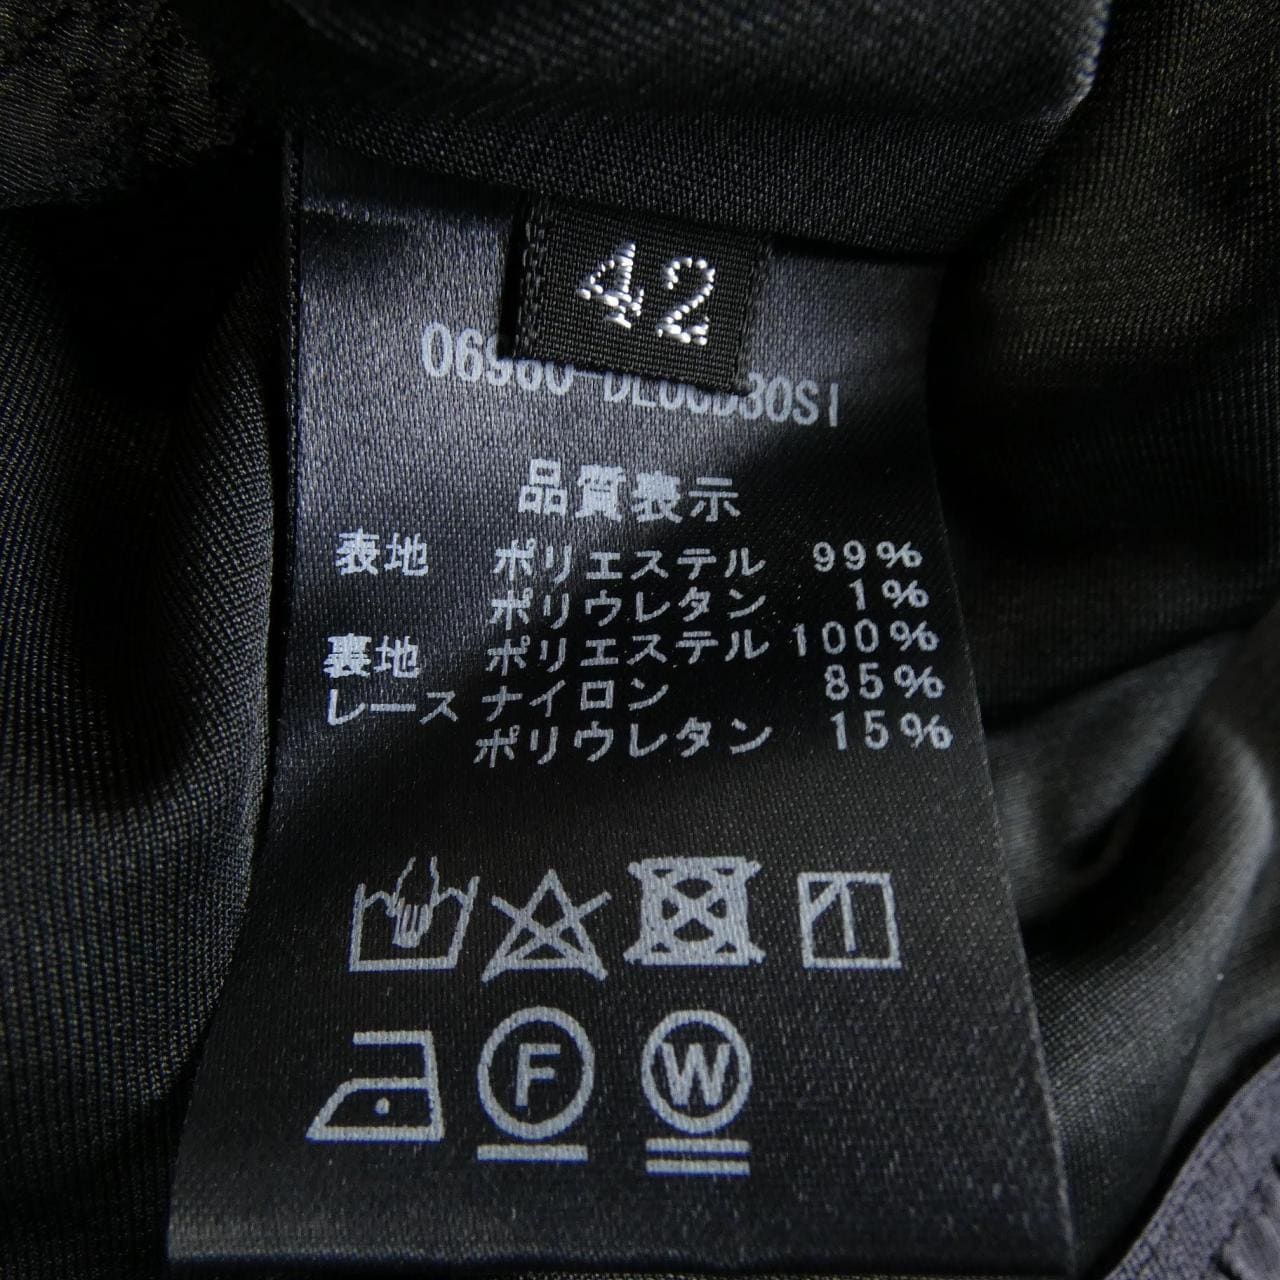 42
品質表示
表地 ポリエステル 99%
ポリウレタン 1%
裏地 ポリエステル 100%
レース ナイロン 85%
ポリウレタン 15%
F W